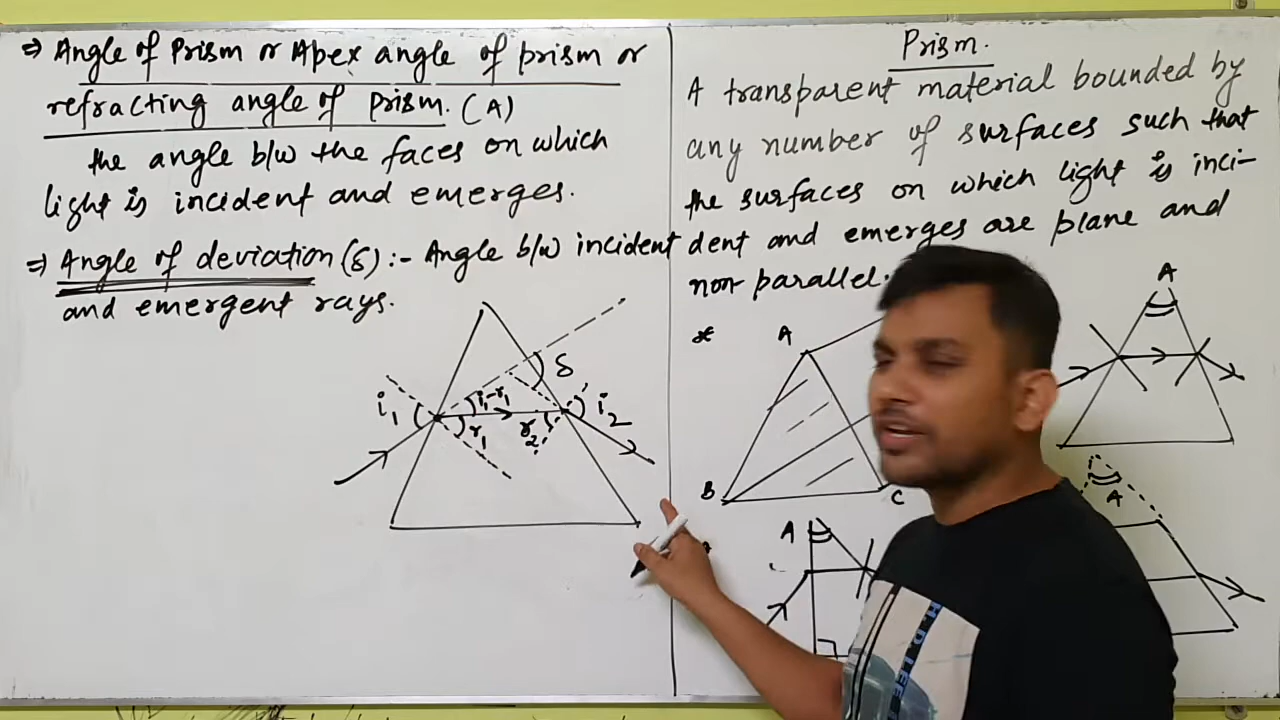 ⇒ Angle of Prism or Apex angle of prism or
refracting angle of prism. (A)
the angle b/w the faces on which
light is incident and emerges.
⇒ Angle of deviation (δ) :- Angle b/w incident
and emergent rays.
i₁
i₁-r₁
r₁
r₂
δ
i₂
Prism.
A transparent material bounded by
any number of surfaces such that
the surfaces on which light is inci-
dent and emerges are plane and
non parallel.
*
A
B
C
A
A
A
H.D LEE